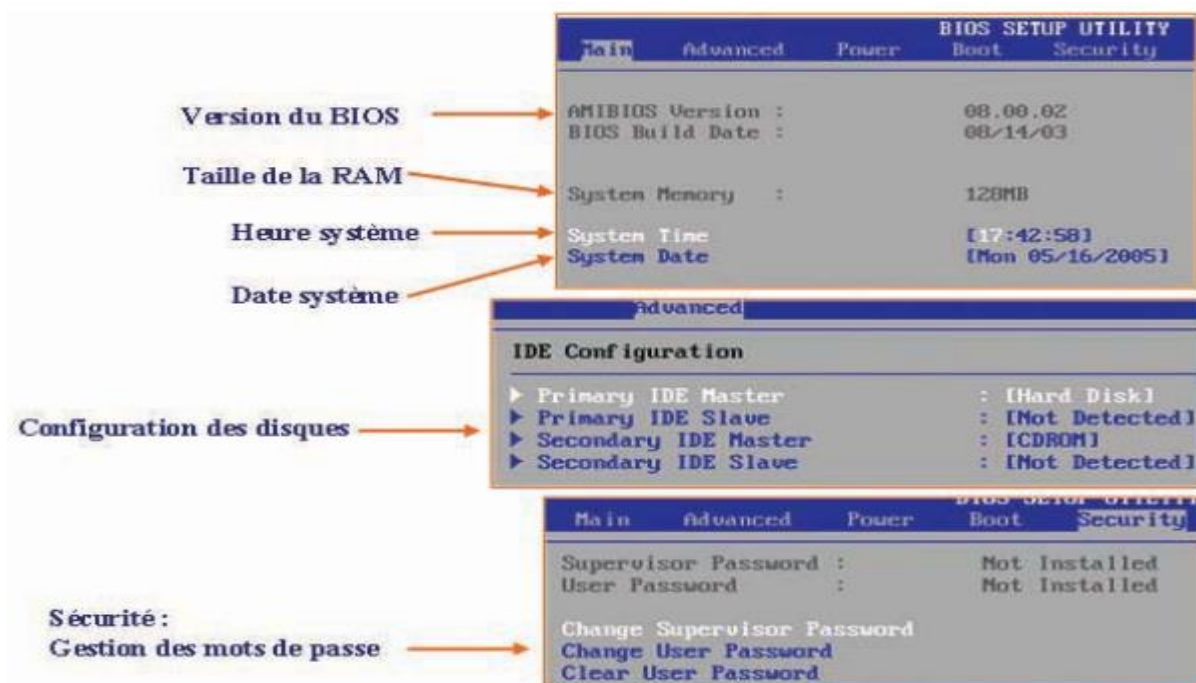 BIOS SETUP UTILITY
Main Advanced Power Boot Security
Version du BIOS
AMIBIOS Version : 08.00.02
BIOS Build Date : 08/14/03
Taille de la RAM
System Memory : 128MB
Heure système
System Time [17:42:58]
System Date [Mon 05/16/2005]
Date système
Advanced
IDE Configuration
Primary IDE Master : [Hard Disk]
Primary IDE Slave : [Not Detected]
Configuration des disques
Secondary IDE Master : [CDROM]
Secondary IDE Slave : [Not Detected]
BIOS SETUP UTILITY
Main Advanced Power Boot Security
Supervisor Password : Not Installed
User Password : Not Installed
Sécurité :
Gestion des mots de passe
Change Supervisor Password
Change User Password
Clear User Password